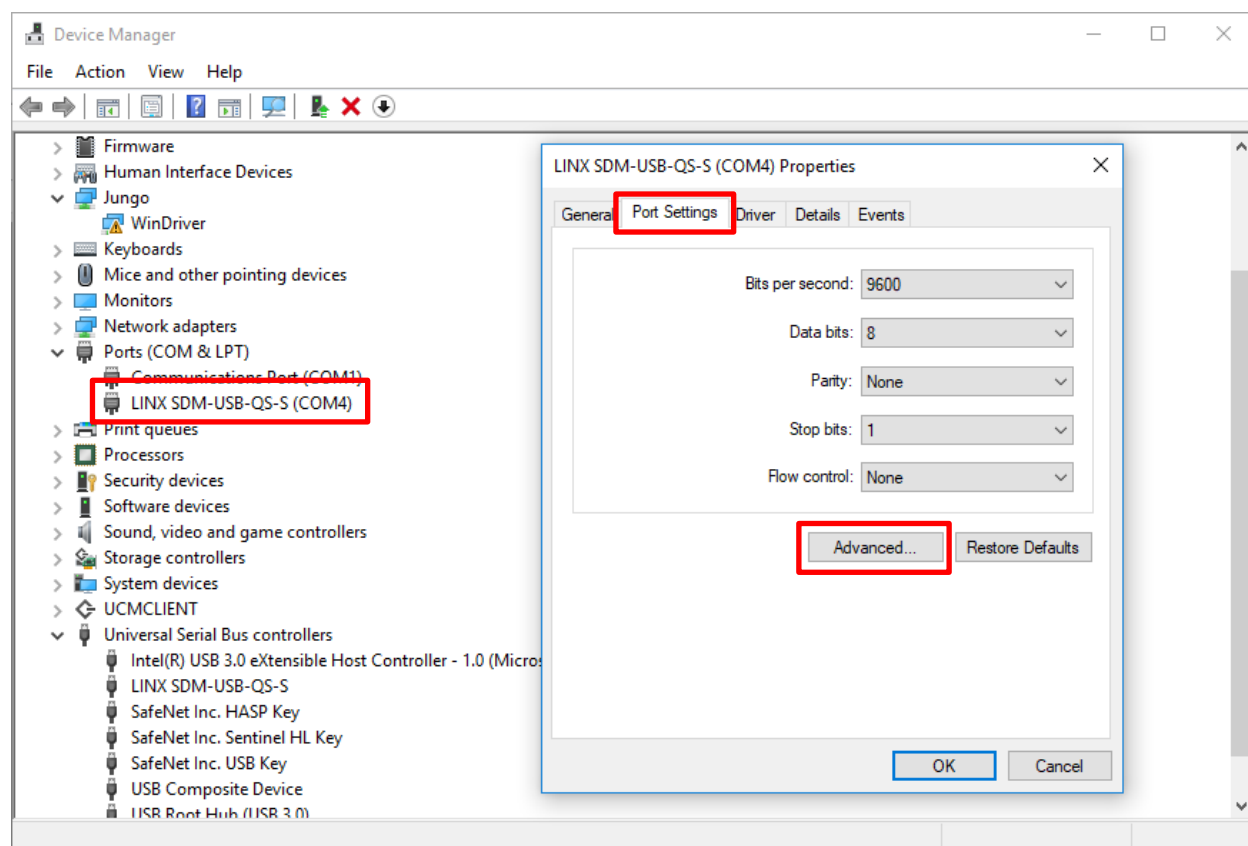 Device Manager
File Action View Help
Firmware
Human Interface Devices
Jungo
WinDriver
Keyboards
Mice and other pointing devices
Monitors
Network adapters
Ports (COM & LPT)
Communications Port (COM1)
LINX SDM-USB-QS-S (COM4)
Print queues
Processors
Security devices
Software devices
Sound, video and game controllers
Storage controllers
System devices
UCMCLIENT
Universal Serial Bus controllers
Intel(R) USB 3.0 eXtensible Host Controller - 1.0 (Micros
LINX SDM-USB-QS-S
SafeNet Inc. HASP Key
SafeNet Inc. Sentinel HL Key
SafeNet Inc. USB Key
USB Composite Device
USB Root Hub (USB 3.0)
LINX SDM-USB-QS-S (COM4) Properties
General Port Settings Driver Details Events
Bits per second: 9600
Data bits: 8
Parity: None
Stop bits: 1
Flow control: None
Advanced... Restore Defaults
OK Cancel